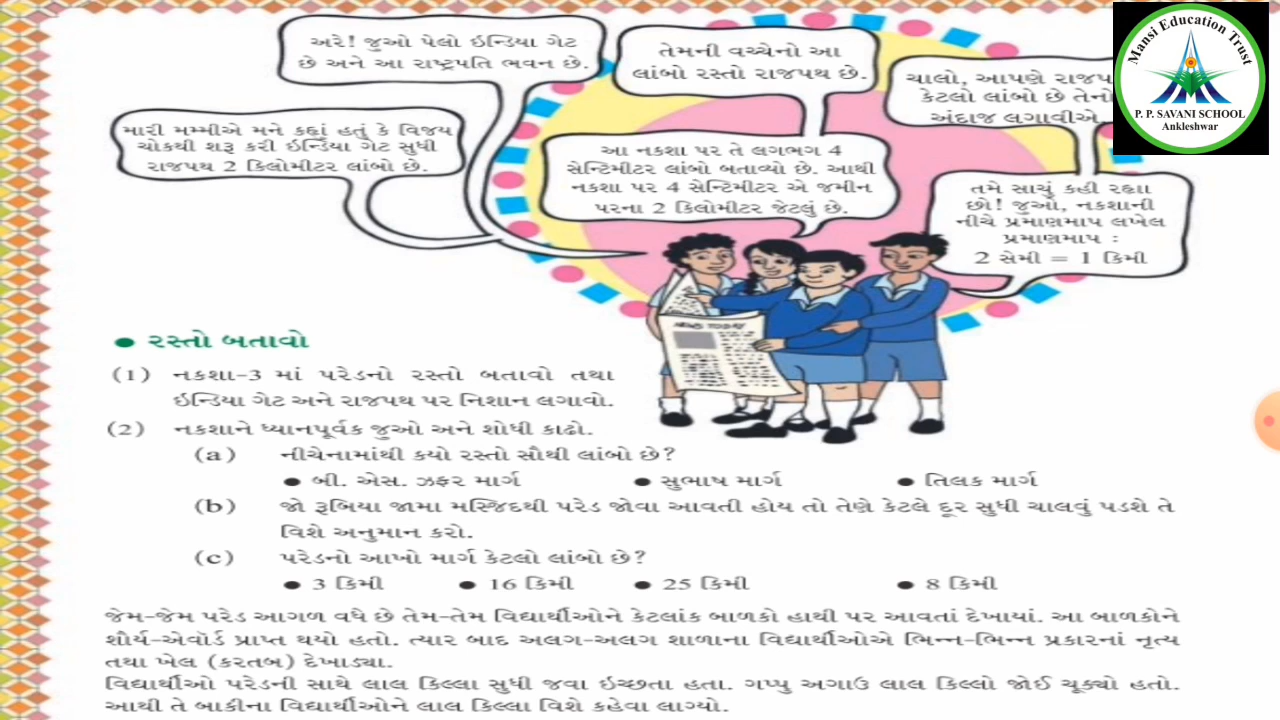 અરે! જુઓ પેલો ઇન્ડિયા ગેટ
છે અને આ રાષ્ટ્રપતિ ભવન છે.
તેમની વચ્ચેનો આ
લાંબો રસ્તો રાજપથ છે.
ચાલો, આપણે રાજપ
કેટલો લાંબો છે તેનો
અંદાજ લગાવીએ
Mansi Education Trust
P. P. SAVANI SCHOOL
Ankleshwar
મારી મમ્મીએ મને કહ્યું હતું કે વિજય
ચોકથી શરૂ કરી ઇન્ડિયા ગેટ સુધી
રાજપથ 2 કિલોમીટર લાંબો છે.
આ નકશા પર તે લગભગ 4
સેન્ટિમીટર લાંબો બતાવ્યો છે. આથી
નકશા પર 4 સેન્ટિમીટર એ જમીન
પરના 2 કિલોમીટર જેટલું છે.
તમે સાચું કહી રહ્યા
છો! જુઓ, નકશાની
નીચે પ્રમાણમાપ લખેલ
પ્રમાણમાપ :
2 સેમી = 1 કિમી
NEWS TODAY
● રસ્તો બતાવો
(1) નકશા-3 માં પરેડનો રસ્તો બતાવો તથા
ઇન્ડિયા ગેટ અને રાજપથ પર નિશાન લગાવો.
(2) નકશાને ધ્યાનપૂર્વક જુઓ અને શોધી કાઢો.
(a) નીચેનામાંથી કયો રસ્તો સૌથી લાંબો છે?
● બી. એસ. ઝફર માર્ગ ● સુભાષ માર્ગ ● તિલક માર્ગ
(b) જો રૂબિયા જામા મસ્જિદથી પરેડ જોવા આવતી હોય તો તેણે કેટલે દૂર સુધી ચાલવું પડશે તે
વિશે અનુમાન કરો.
(c) પરેડનો આખો માર્ગ કેટલો લાંબો છે?
● 3 કિમી ● 16 કિમી ● 25 કિમી ● 8 કિમી
જેમ-જેમ પરેડ આગળ વધે છે તેમ-તેમ વિદ્યાર્થીઓને કેટલાંક બાળકો હાથી પર આવતાં દેખાયાં. આ બાળકોને
શૌર્ય-એવૉર્ડ પ્રાપ્ત થયો હતો. ત્યાર બાદ અલગ-અલગ શાળાના વિદ્યાર્થીઓએ ભિન્ન-ભિન્ન પ્રકારનાં નૃત્ય
તથા ખેલ (કરતબ) દેખાડ્યા.
વિદ્યાર્થીઓ પરેડની સાથે લાલ કિલ્લા સુધી જવા ઇચ્છતા હતા. ગપ્પુ અગાઉ લાલ કિલ્લો જોઈ ચૂક્યો હતો.
આથી તે બાકીના વિદ્યાર્થીઓને લાલ કિલ્લા વિશે કહેવા લાગ્યો.